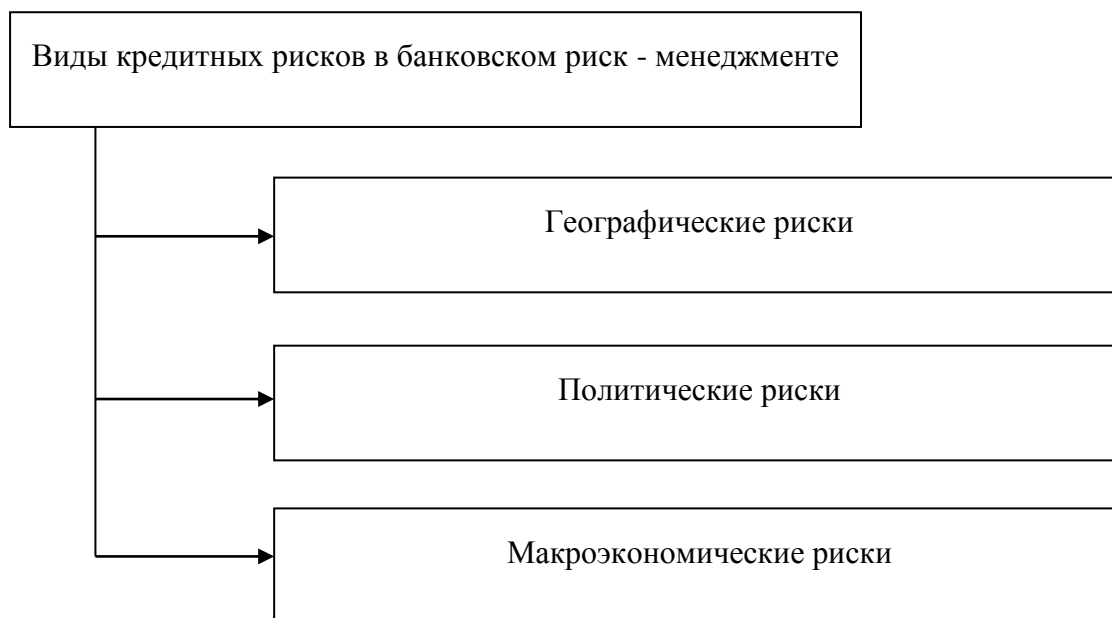 Виды кредитных рисков в банковском риск - менеджменте
Географические риски
Политические риски
Макроэкономические риски